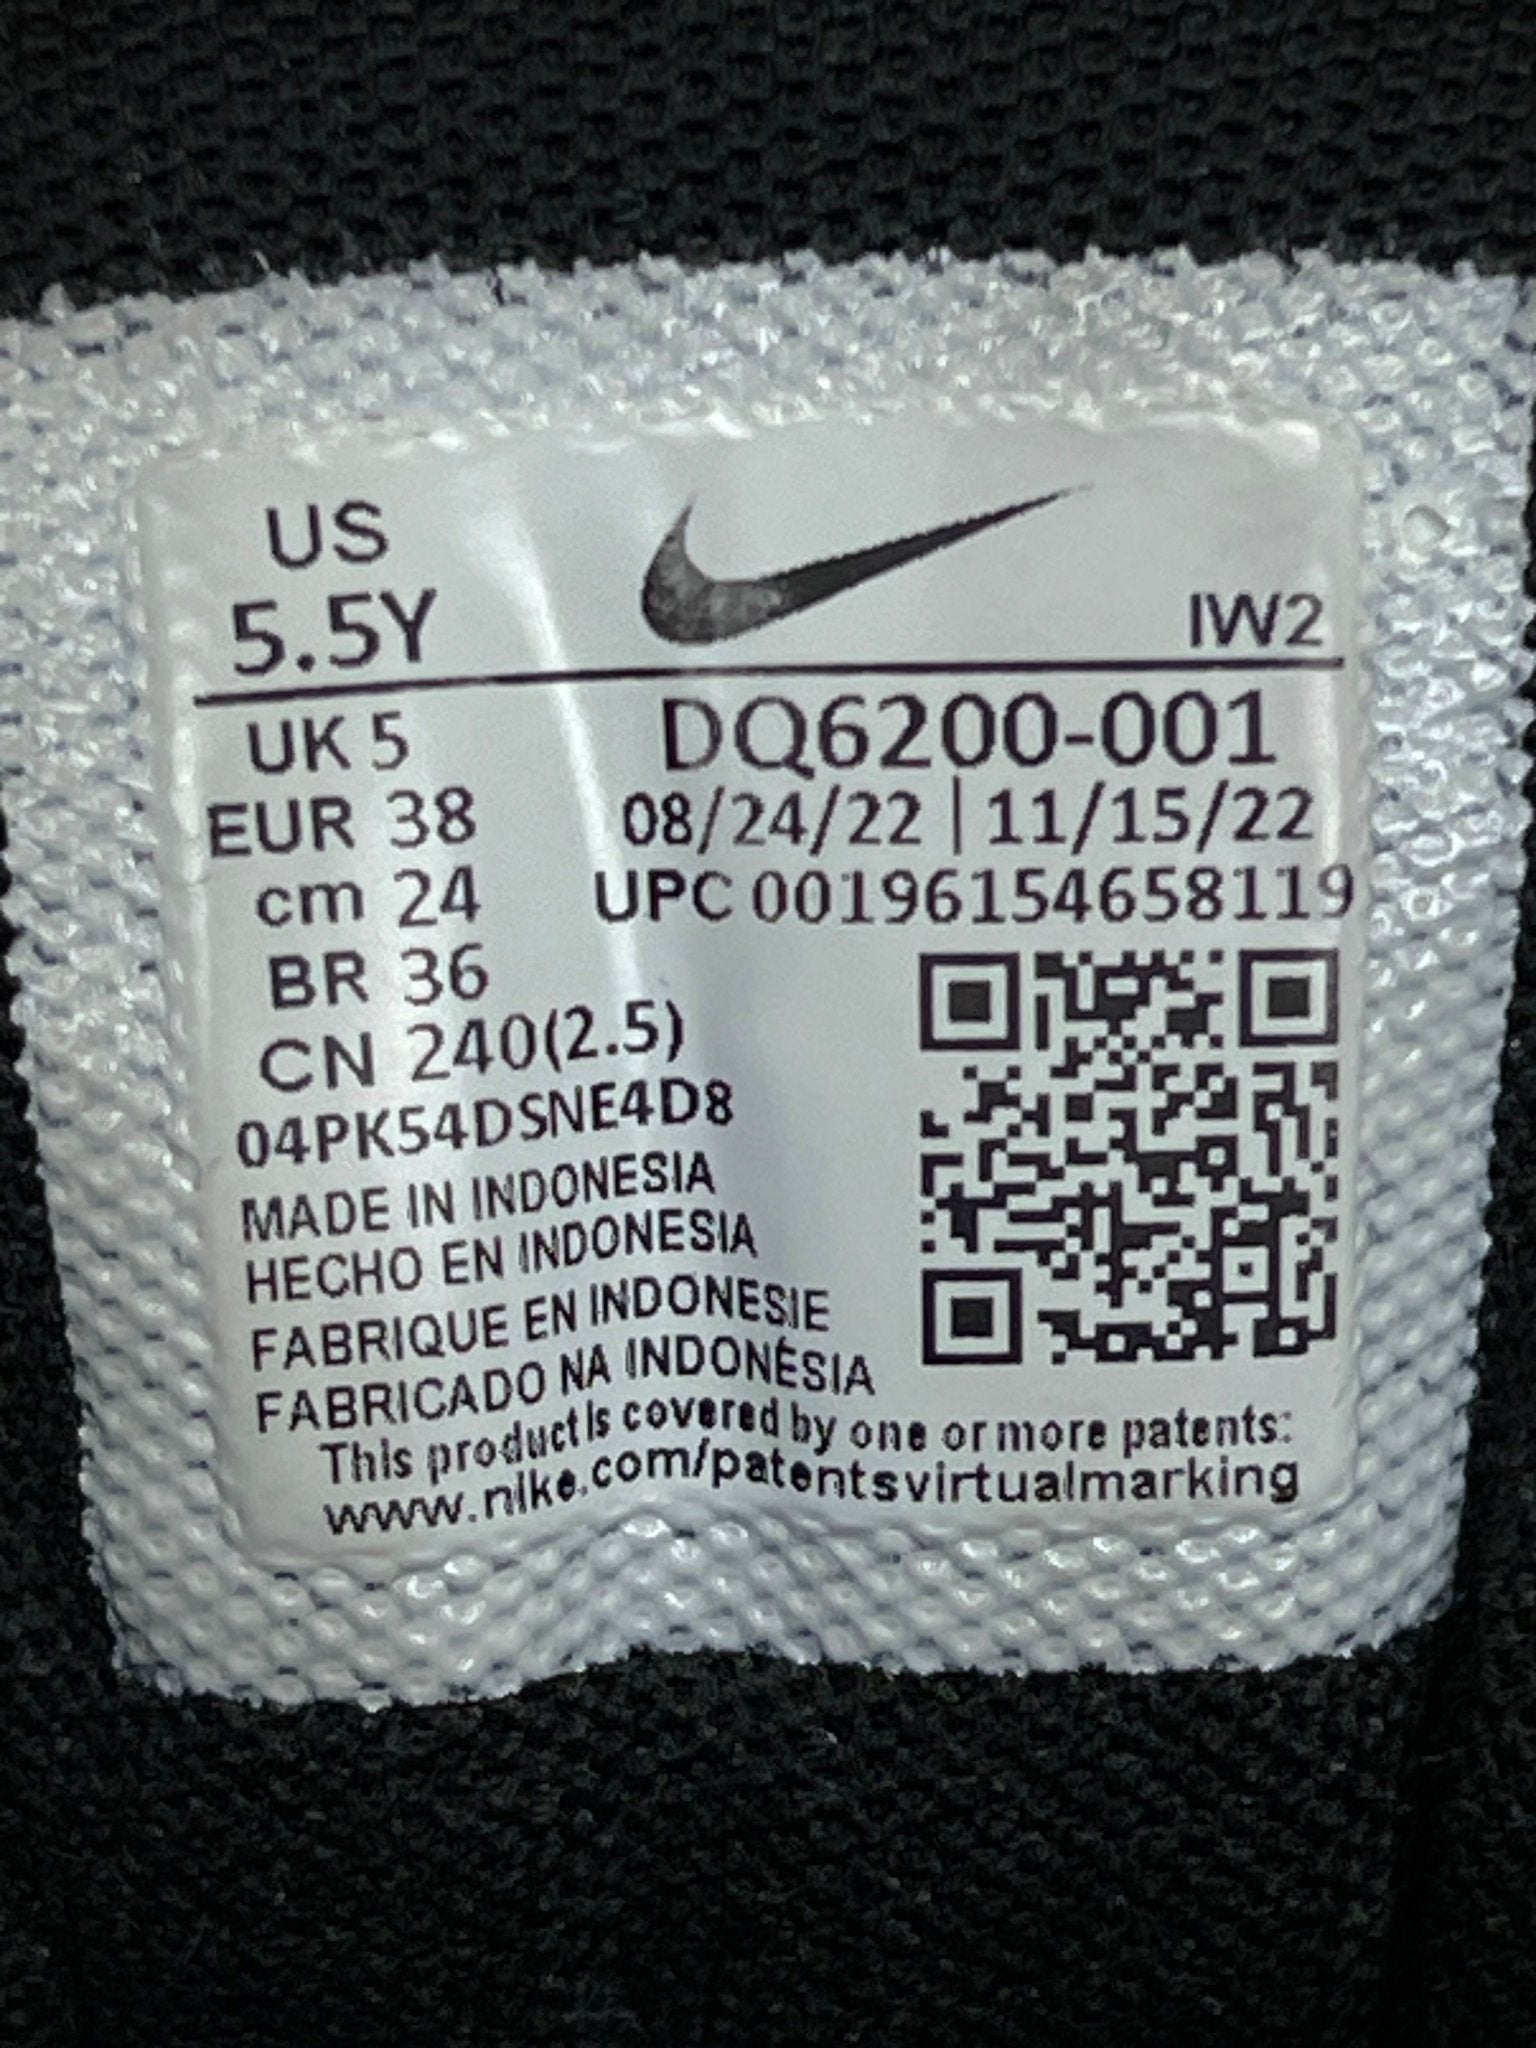 US
5.5Y
IW2
UK 5
DQ6200-001
EUR 38
08/24/22 | 11/15/22
cm 24
UPC 00196154658119
BR 36
CN 240(2.5)
04PK54DSNE4D8
MADE IN INDONESIA
HECHO EN INDONESIA
FABRIQUE EN INDONESIE
FABRICADO NA INDONÉSIA
This product is covered by one or more patents:
www.nike.com/patentsvirtualmarking